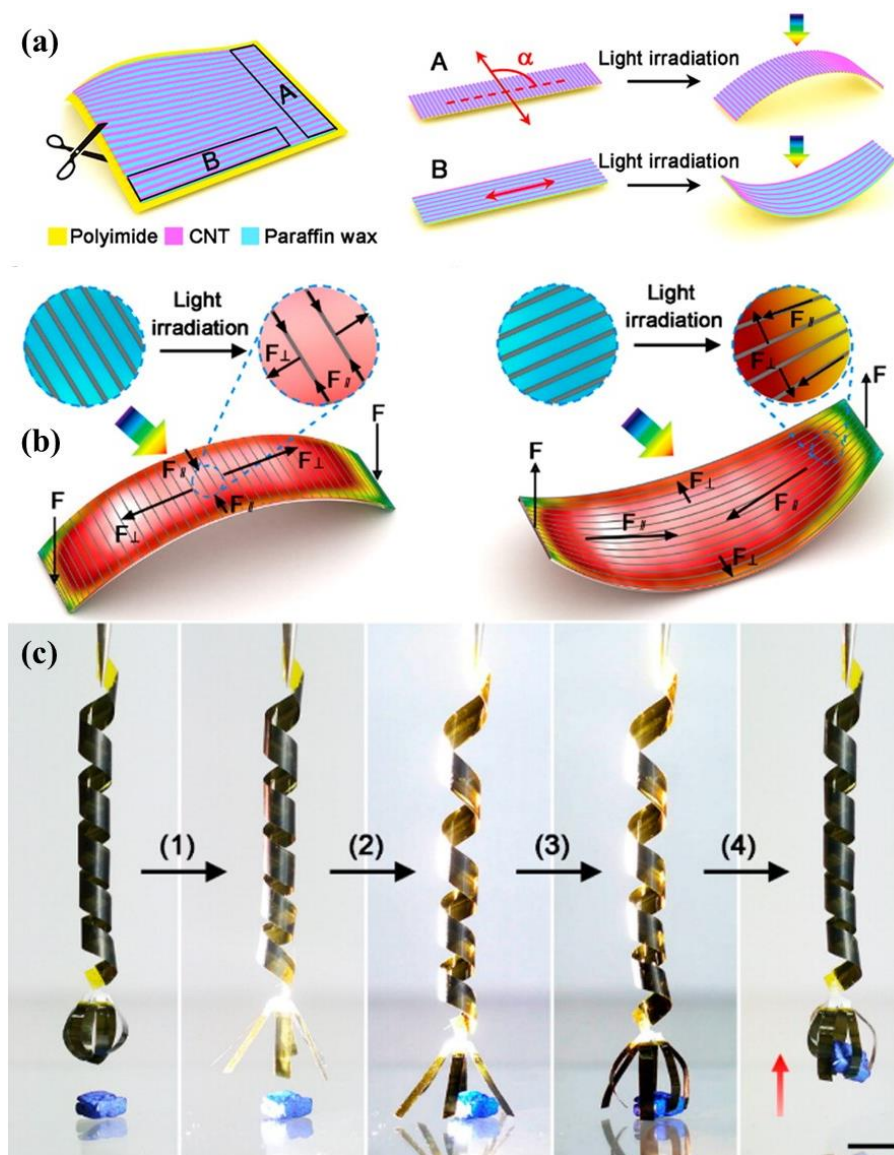 (a)
A
B
Polyimide CNT Paraffin wax
A
α
Light irradiation
B
Light irradiation
Light
irradiation
F⊥
F∥
Light
irradiation
F∥
F⊥
(b)
F
F∥
F⊥
F⊥
F∥
F
F
F∥
F⊥
F∥
F⊥
F
(c)
(1)
(2)
(3)
(4)